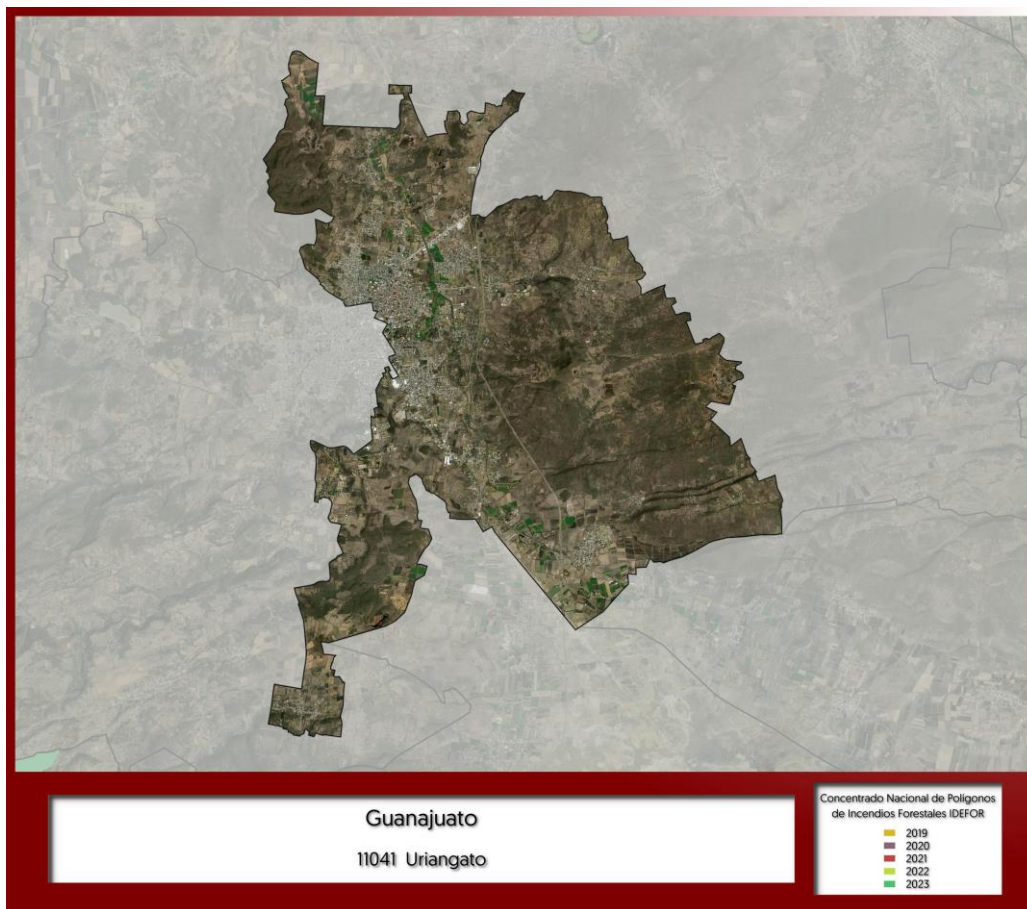 Guanajuato
11041 Uriangato
Concentrado Nacional de Polígonos
de Incendios Forestales IDEFOR
2019
2020
2021
2022
2023